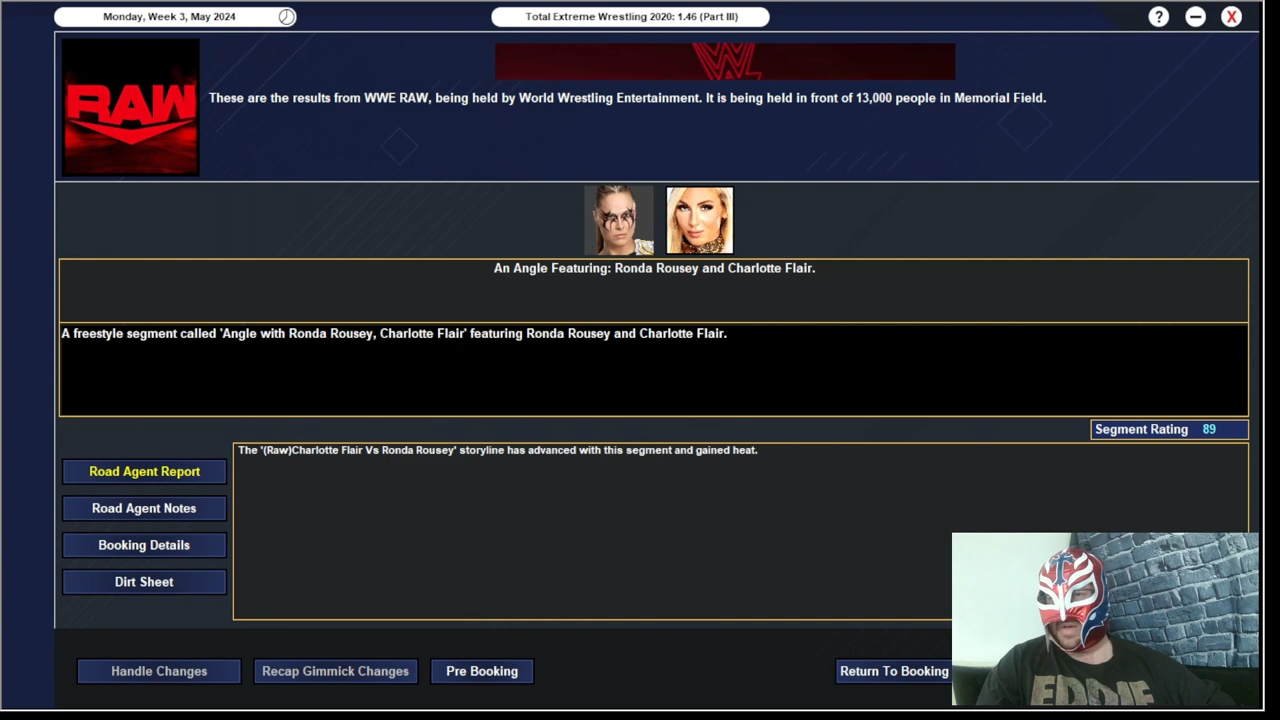 Monday, Week 3, May 2024
Total Extreme Wrestling 2020: 1.46 (Part III)
?
X
RAW
W
These are the results from WWE RAW, being held by World Wrestling Entertainment. It is being held in front of 13,000 people in Memorial Field.
An Angle Featuring: Ronda Rousey and Charlotte Flair.
A freestyle segment called 'Angle with Ronda Rousey, Charlotte Flair' featuring Ronda Rousey and Charlotte Flair.
Segment Rating 89
The '(Raw)Charlotte Flair Vs Ronda Rousey' storyline has advanced with this segment and gained heat.
Road Agent Report
Road Agent Notes
Booking Details
Dirt Sheet
Handle Changes
Recap Gimmick Changes
Pre Booking
Return To Booking
EDDIE